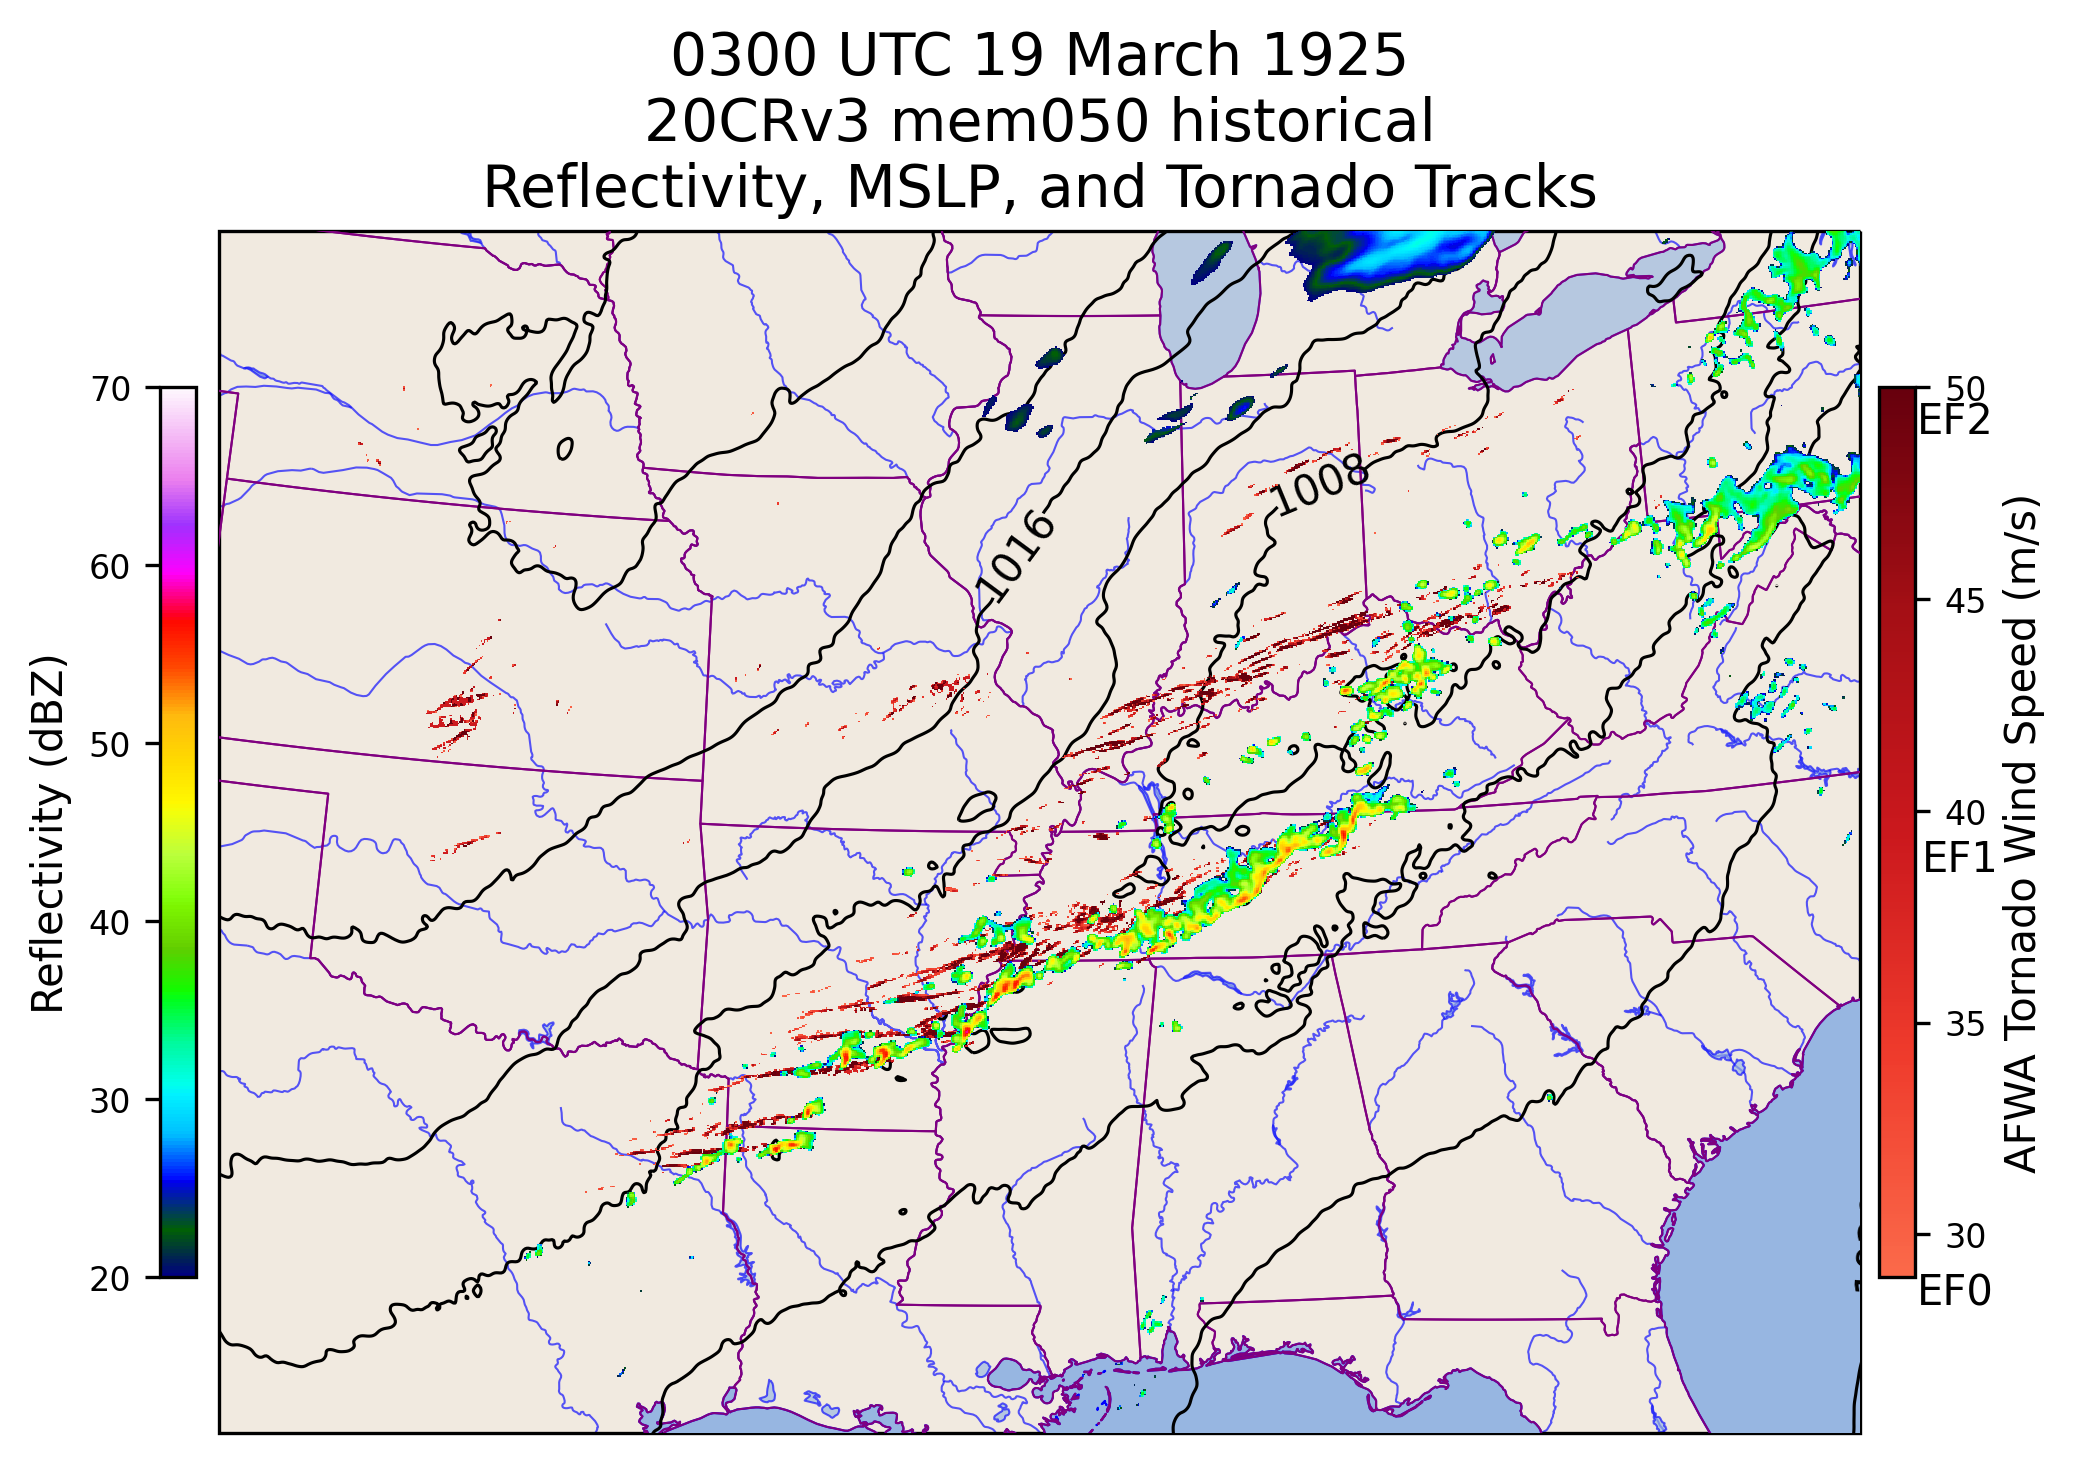 0300 UTC 19 March 1925
20CRv3 mem050 historical
Reflectivity, MSLP, and Tornado Tracks
Reflectivity (dBZ)
70
60
50
40
30
20
1016
1008
50
EF2
45
40
EF1
35
30
EF0
AFWA Tornado Wind Speed (m/s)